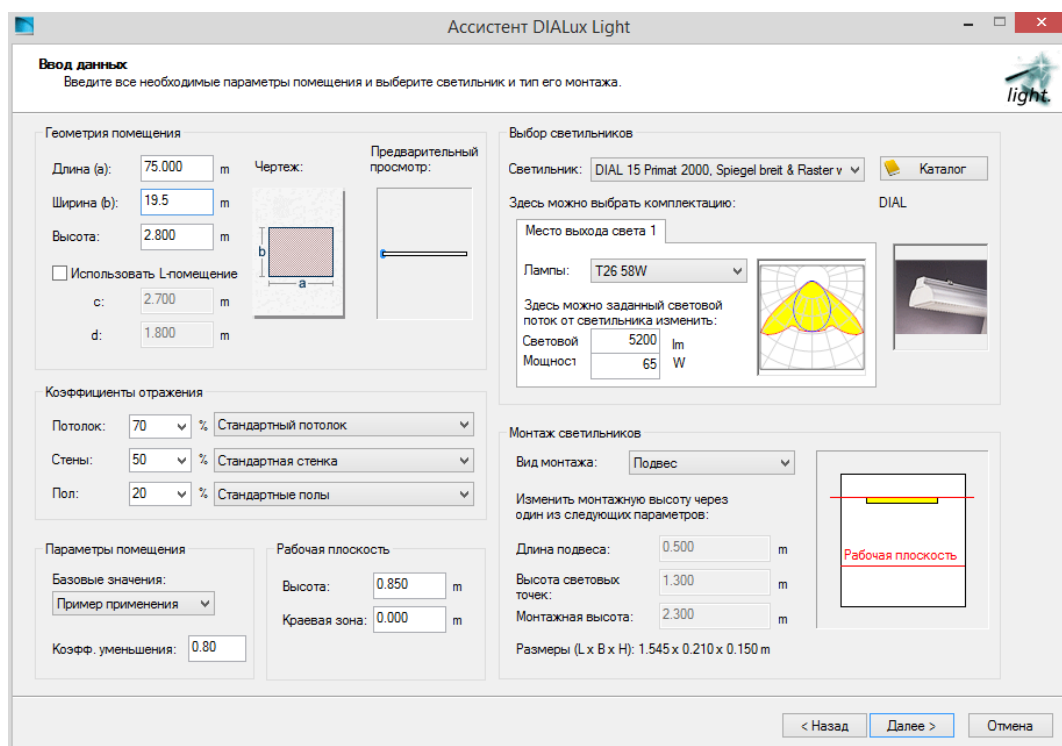 Ассистент DIALux Light
Ввод данных
Введите все необходимые параметры помещения и выберите светильник и тип его монтажа.
light.
Геометрия помещения
Длина (a): 75.000 m
Ширина (b): 19.5 m
Высота: 2.800 m
Использовать L-помещение
c: 2.700 m
d: 1.800 m
Чертеж:
b
a
Предварительный
просмотр:
Коэффициенты отражения
Потолок: 70 % Стандартный потолок
Стены: 50 % Стандартная стенка
Пол: 20 % Стандартные полы
Параметры помещения
Базовые значения:
Пример применения
Коэфф. уменьшения: 0.80
Рабочая плоскость
Высота: 0.850 m
Краевая зона: 0.000 m
Выбор светильников
Светильник: DIAL 15 Primat 2000, Spiegel breit & Raster v Каталог
Здесь можно выбрать комплектацию: DIAL
Место выхода света 1
Лампы: T26 58W
Здесь можно заданный световой
поток от светильника изменить:
Световой 5200 lm
Мощност 65 W
Монтаж светильников
Вид монтажа: Подвес
Изменить монтажную высоту через
один из следующих параметров:
Длина подвеса: 0.500 m
Высота световых
точек: 1.300 m
Монтажная высота: 2.300 m
Размеры (L x B x H): 1.545 x 0.210 x 0.150 m
Рабочая плоскость
< Назад Далее > Отмена